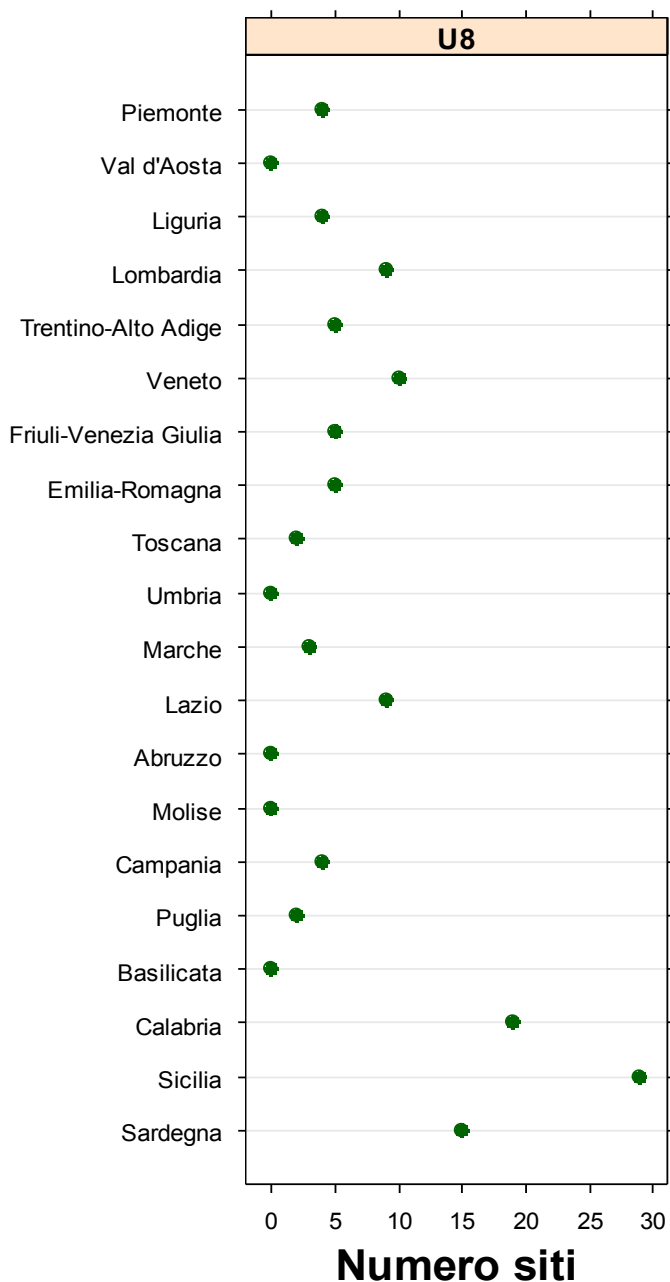 U8
Piemonte
Val d'Aosta
Liguria
Lombardia
Trentino-Alto Adige
Veneto
Friuli-Venezia Giulia
Emilia-Romagna
Toscana
Umbria
Marche
Lazio
Abruzzo
Molise
Campania
Puglia
Basilicata
Calabria
Sicilia
Sardegna
0 5 10 15 20 25 30
Numero siti